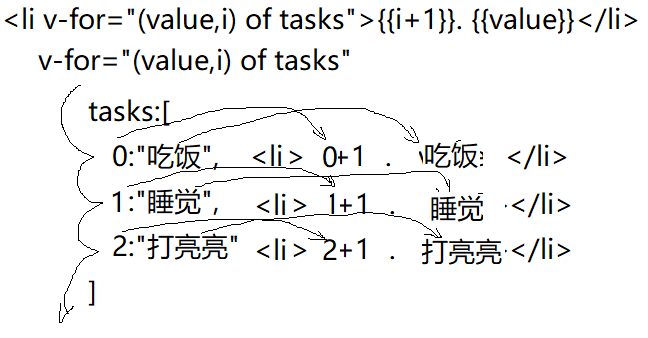 <li v-for="(value,i) of tasks">{{i+1}}. {{value}}</li>
v-for="(value,i) of tasks"
tasks:[
0:"吃饭", <li> 0+1 . 吃饭 </li>
1:"睡觉", <li> 1+1 . 睡觉 </li>
2:"打亮亮" <li> 2+1 . 打亮亮 </li>
]